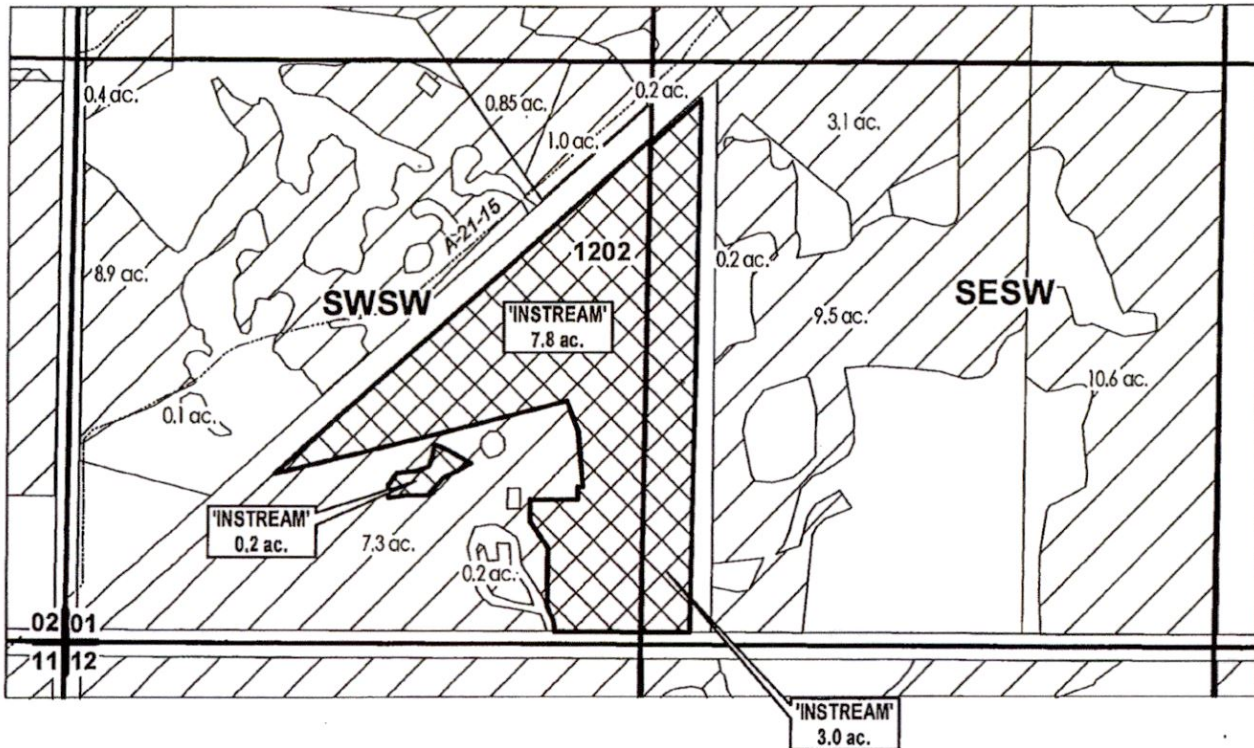 0.4 ac.
0.85 ac.
0.2 ac.
1.0 ac.
3.1 ac.
A-21-15
1202
8.9 ac.
0.2 ac.
SWSW
SESW
'INSTREAM'
7.8 ac.
9.5 ac.
10.6 ac.
0.1 ac.
'INSTREAM'
0.2 ac.
7.3 ac.
0.2 ac.
02 01
11 12
'INSTREAM'
3.0 ac.